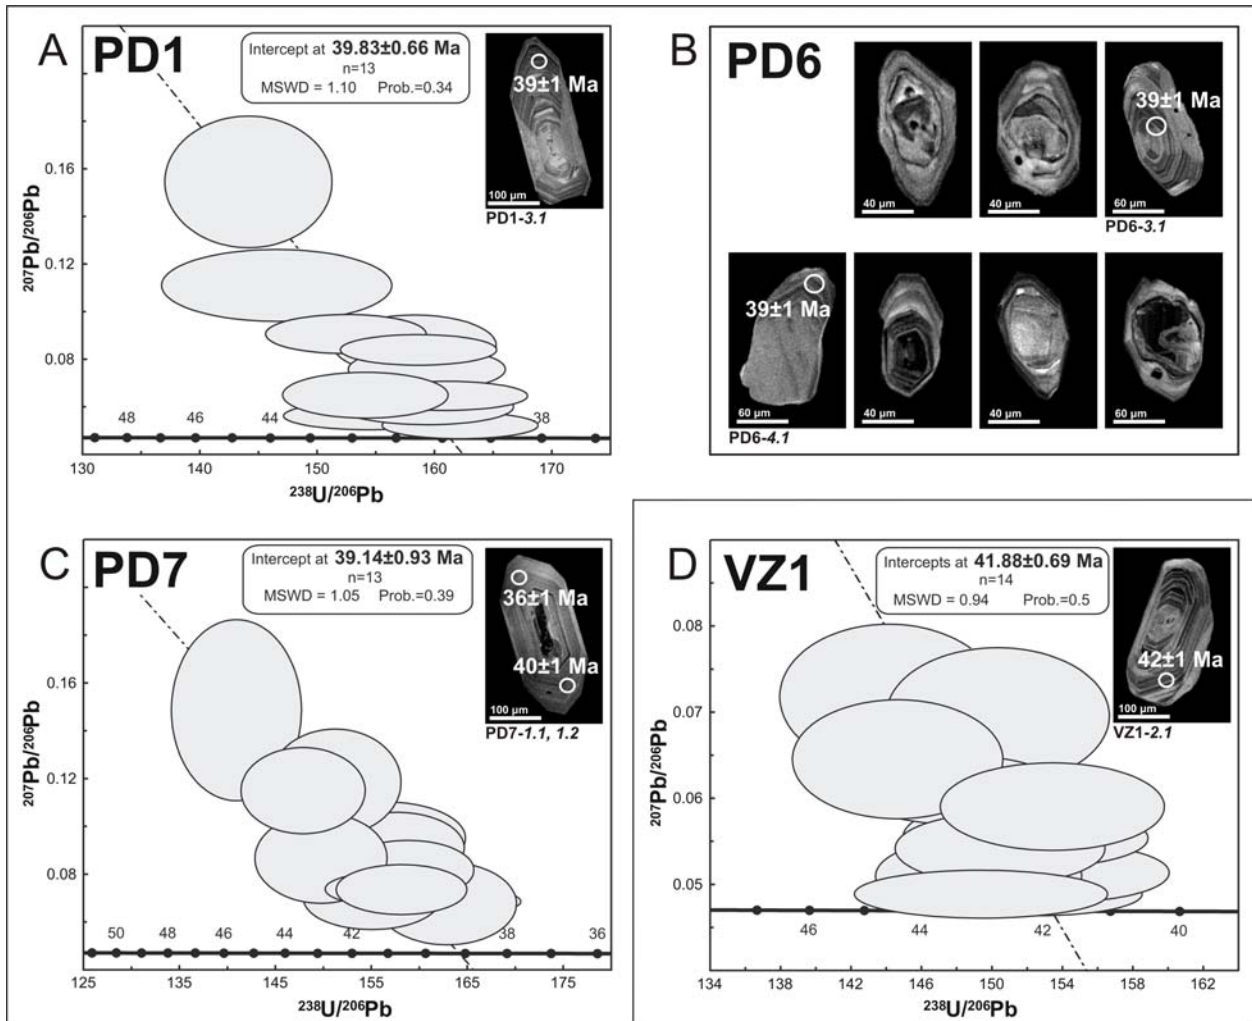 A PD1
Intercept at 39.83±0.66 Ma
n=13
MSWD = 1.10 Prob.=0.34
39±1 Ma
100 µm
PD1-3.1
0.16
0.12
0.08
207Pb/206Pb
48 46 44 38
130 140 150 160 170
238U/206Pb
B PD6
40 µm
40 µm
39±1 Ma
60 µm
PD6-3.1
39±1 Ma
60 µm
PD6-4.1
40 µm
40 µm
60 µm
C PD7
Intercept at 39.14±0.93 Ma
n=13
MSWD = 1.05 Prob.=0.39
36±1 Ma
40±1 Ma
100 µm
PD7-1.1, 1.2
0.16
0.12
0.08
207Pb/206Pb
50 48 46 44 42 38 36
125 135 145 155 165 175
238U/206Pb
D VZ1
Intercepts at 41.88±0.69 Ma
n=14
MSWD = 0.94 Prob.=0.5
42±1 Ma
100 µm
VZ1-2.1
0.08
0.07
0.06
0.05
207Pb/206Pb
46 44 42 40
134 138 142 146 150 154 158 162
238U/206Pb